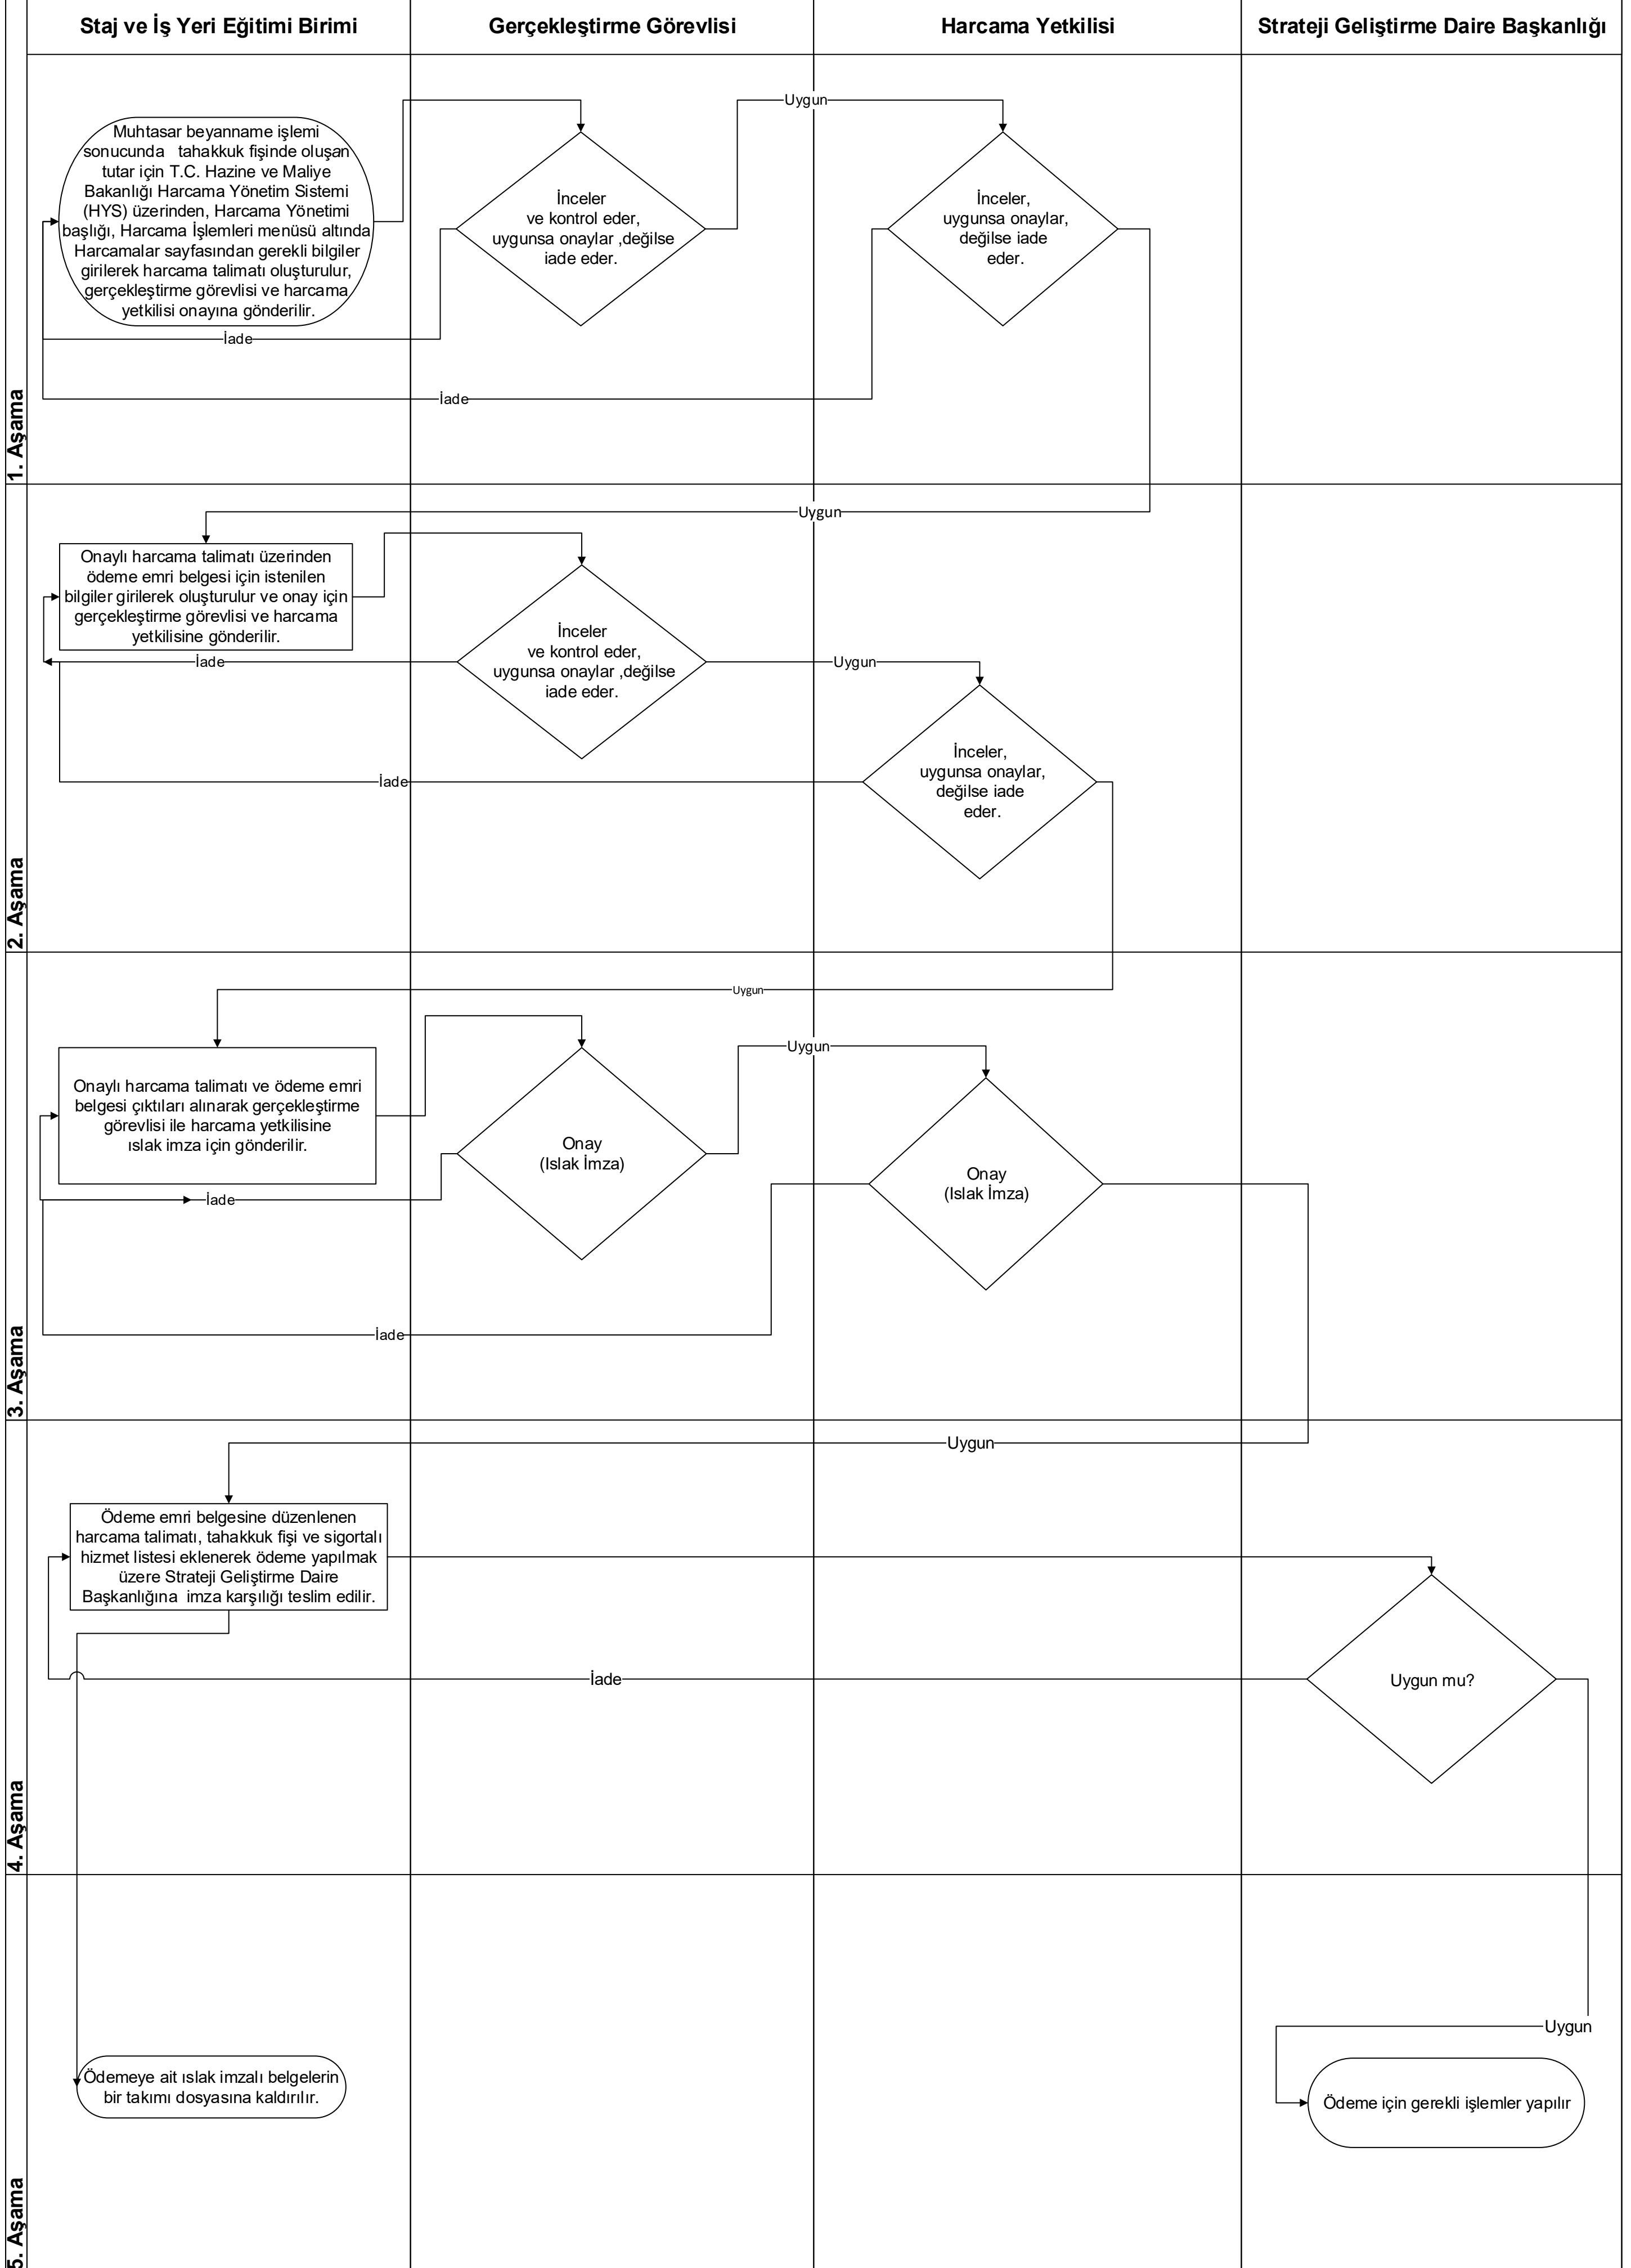 Staj ve İş Yeri Eğitimi Birimi
Gerçekleştirme Görevlisi
Harcama Yetkilisi
Strateji Geliştirme Daire Başkanlığı
1. Aşama
Muhtasar beyanname işlemi
sonucunda   tahakkuk fişinde oluşan
tutar için T.C. Hazine ve Maliye
Bakanlığı Harcama Yönetim Sistemi
(HYS) üzerinden, Harcama Yönetimi
başlığı, Harcama İşlemleri menüsü altında
Harcamalar sayfasından gerekli bilgiler
girilerek harcama talimatı oluşturulur,
gerçekleştirme görevlisi ve harcama
yetkilisi onayına gönderilir.
İnceler
ve kontrol eder,
uygunsa onaylar ,değilse
iade eder.
Uygun
İnceler,
uygunsa onaylar,
değilse iade
eder.
İade
İade
2. Aşama
Uygun
Onaylı harcama talimatı üzerinden
ödeme emri belgesi için istenilen
bilgiler girilerek oluşturulur ve onay için
gerçekleştirme görevlisi ve harcama
yetkilisine gönderilir.
İnceler
ve kontrol eder,
uygunsa onaylar ,değilse
iade eder.
İade
Uygun
İnceler,
uygunsa onaylar,
değilse iade
eder.
İade
3. Aşama
Uygun
Onaylı harcama talimatı ve ödeme emri
belgesi çıktıları alınarak gerçekleştirme
görevlisi ile harcama yetkilisine
ıslak imza için gönderilir.
Onay
(Islak İmza)
Uygun
Onay
(Islak İmza)
İade
İade
4. Aşama
Uygun
Ödeme emri belgesine düzenlenen
harcama talimatı, tahakkuk fişi ve sigortalı
hizmet listesi eklenerek ödeme yapılmak
üzere Strateji Geliştirme Daire
Başkanlığına  imza karşılığı teslim edilir.
İade
Uygun mu?
5. Aşama
Uygun
Ödemeye ait ıslak imzalı belgelerin
bir takımı dosyasına kaldırılır.
Ödeme için gerekli işlemler yapılır